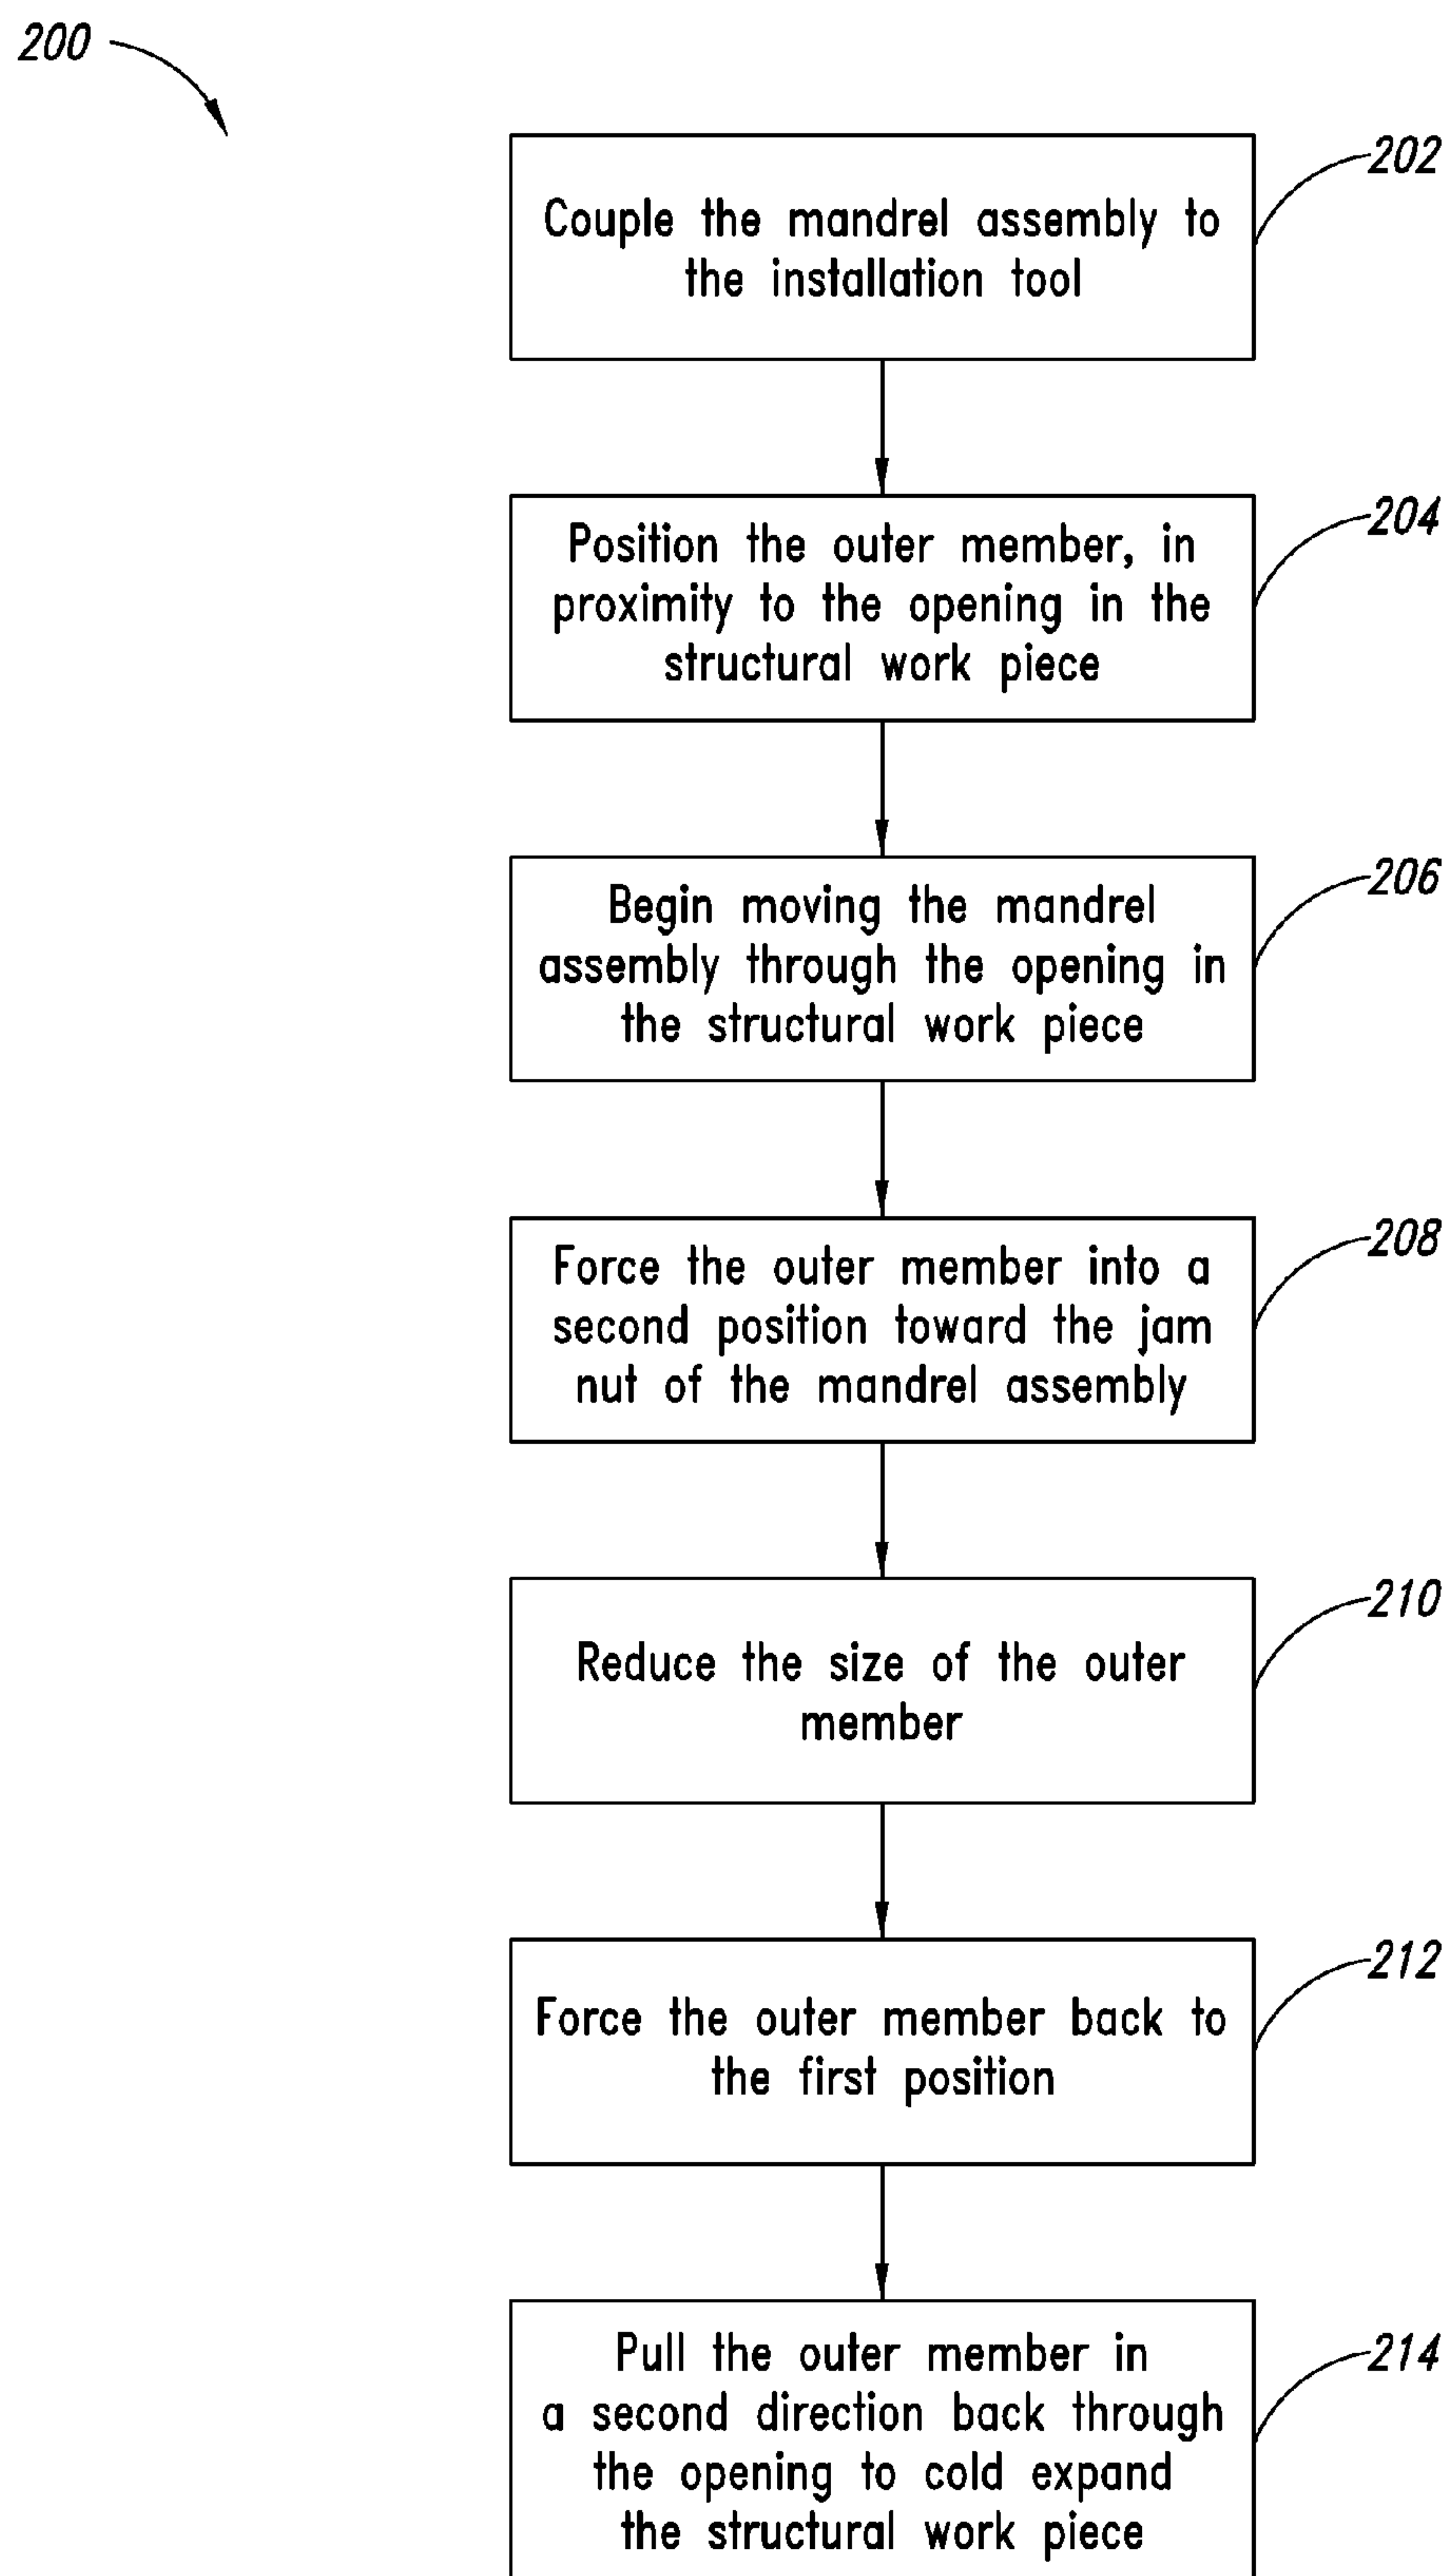 200
Couple the mandrel assembly to
the installation tool
202
Position the outer member, in
proximity to the opening in the
structural work piece
204
Begin moving the mandrel
assembly through the opening in
the structural work piece
206
Force the outer member into a
second position toward the jam
nut of the mandrel assembly
208
Reduce the size of the outer
member
210
Force the outer member back to
the first position
212
Pull the outer member in
a second direction back through
the opening to cold expand
the structural work piece
214